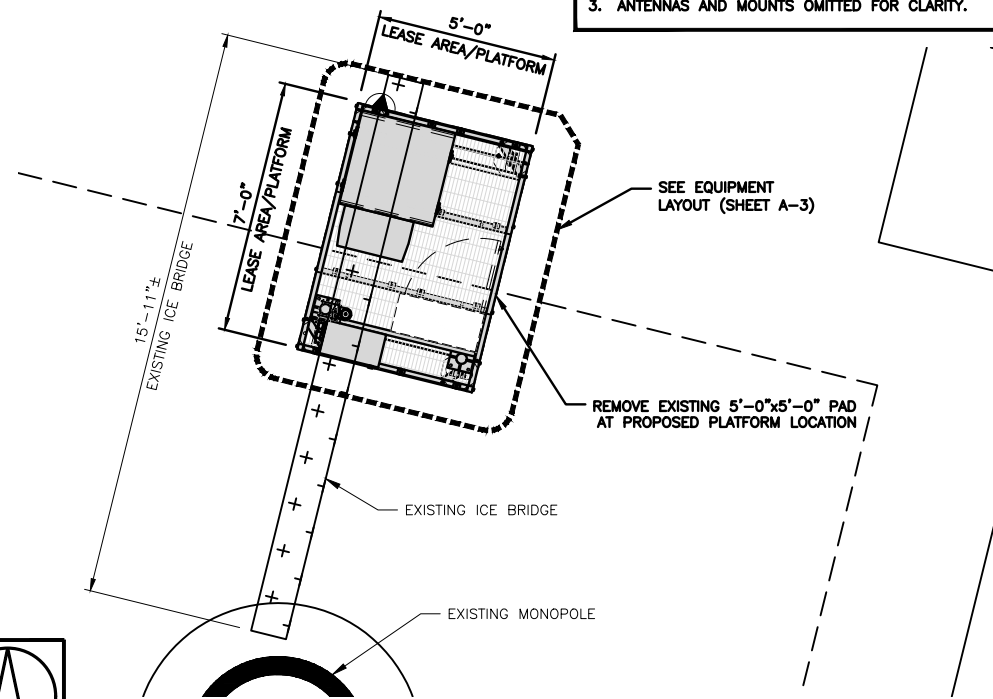 3. ANTENNAS AND MOUNTS OMITTED FOR CLARITY.
5'-0"
LEASE AREA/PLATFORM
7'-0"
LEASE AREA/PLATFORM
15'-11"±
EXISTING ICE BRIDGE
SEE EQUIPMENT
LAYOUT (SHEET A-3)
REMOVE EXISTING 5'-0"x5'-0" PAD
AT PROPOSED PLATFORM LOCATION
EXISTING ICE BRIDGE
EXISTING MONOPOLE